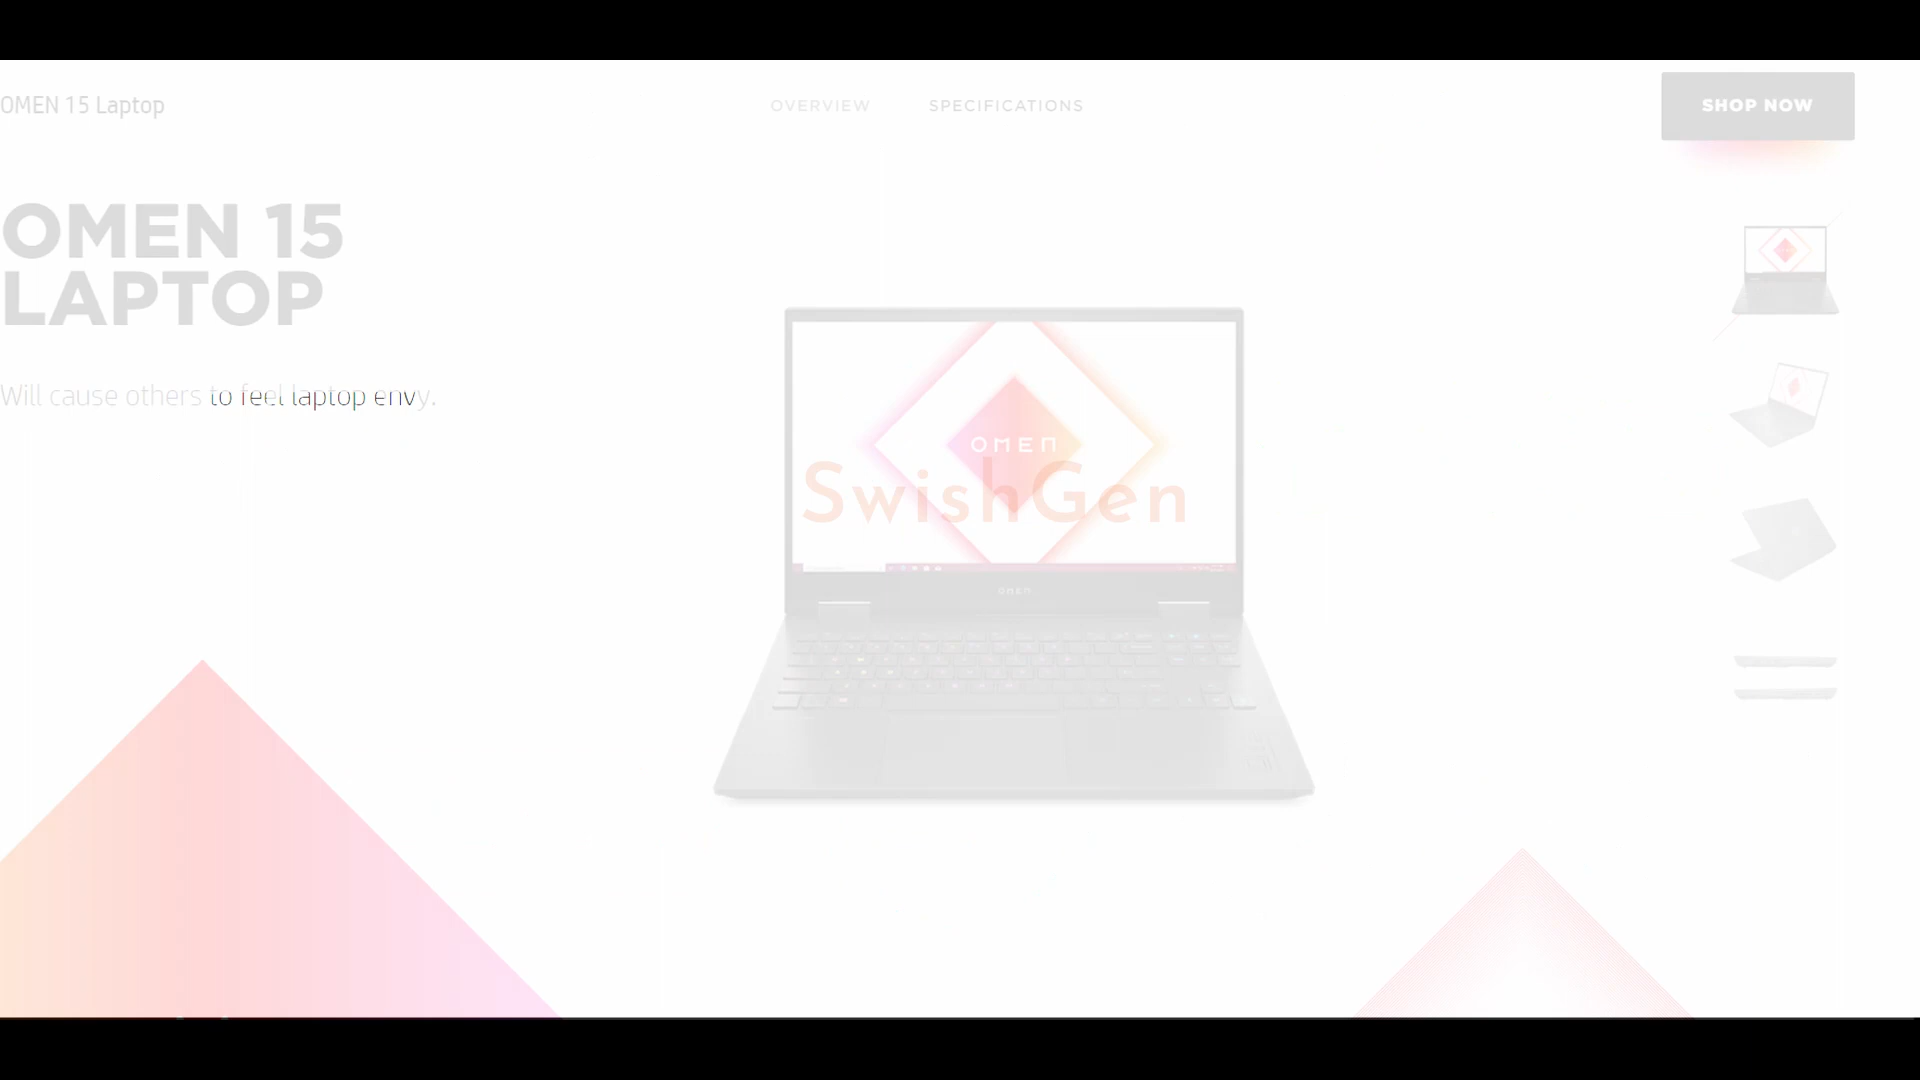 OMEN 15 Laptop
OVERVIEW
SPECIFICATIONS
SHOP NOW
OMEN 15
LAPTOP
Will cause others to feel laptop envy.
OMEN
SwishGen
OMEN